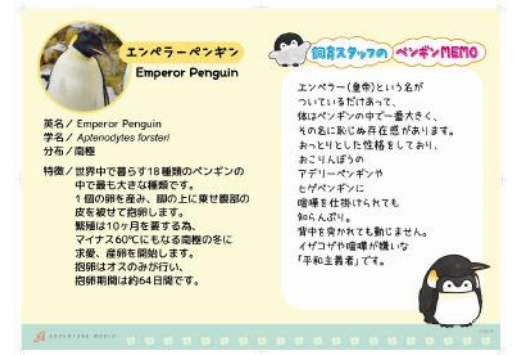 エンペラーペンギン
Emperor Penguin
英名／Emperor Penguin
学名／Aptenodytes forsteri
分布／南極
特徴／世界中で暮らす18種類のペンギンの
中で最も大きな種類です。
1個の卵を産み、脚の上に乗せ腹部の
皮を被せて抱卵します。
繁殖は10ヶ月を要する為、
マイナス60℃にもなる南極の冬に
求愛、産卵を開始します。
抱卵はオスのみが行い、
抱卵期間は約64日間です。
飼育スタッフの ペンギンMEMO
エンペラー(皇帝)という名が
ついているだけあって、
体はペンギンの中で一番大きく、
その名に恥じぬ存在感があります。
おっとりとした性格をしており、
おこりんぼうの
アデリーペンギンや
ヒゲペンギンに
喧嘩を仕掛けられても
知らんぷり。
背中を突かれても動じません。
イザコザや喧嘩が嫌いな
「平和主義者」です。
ADVENTURE WORLD